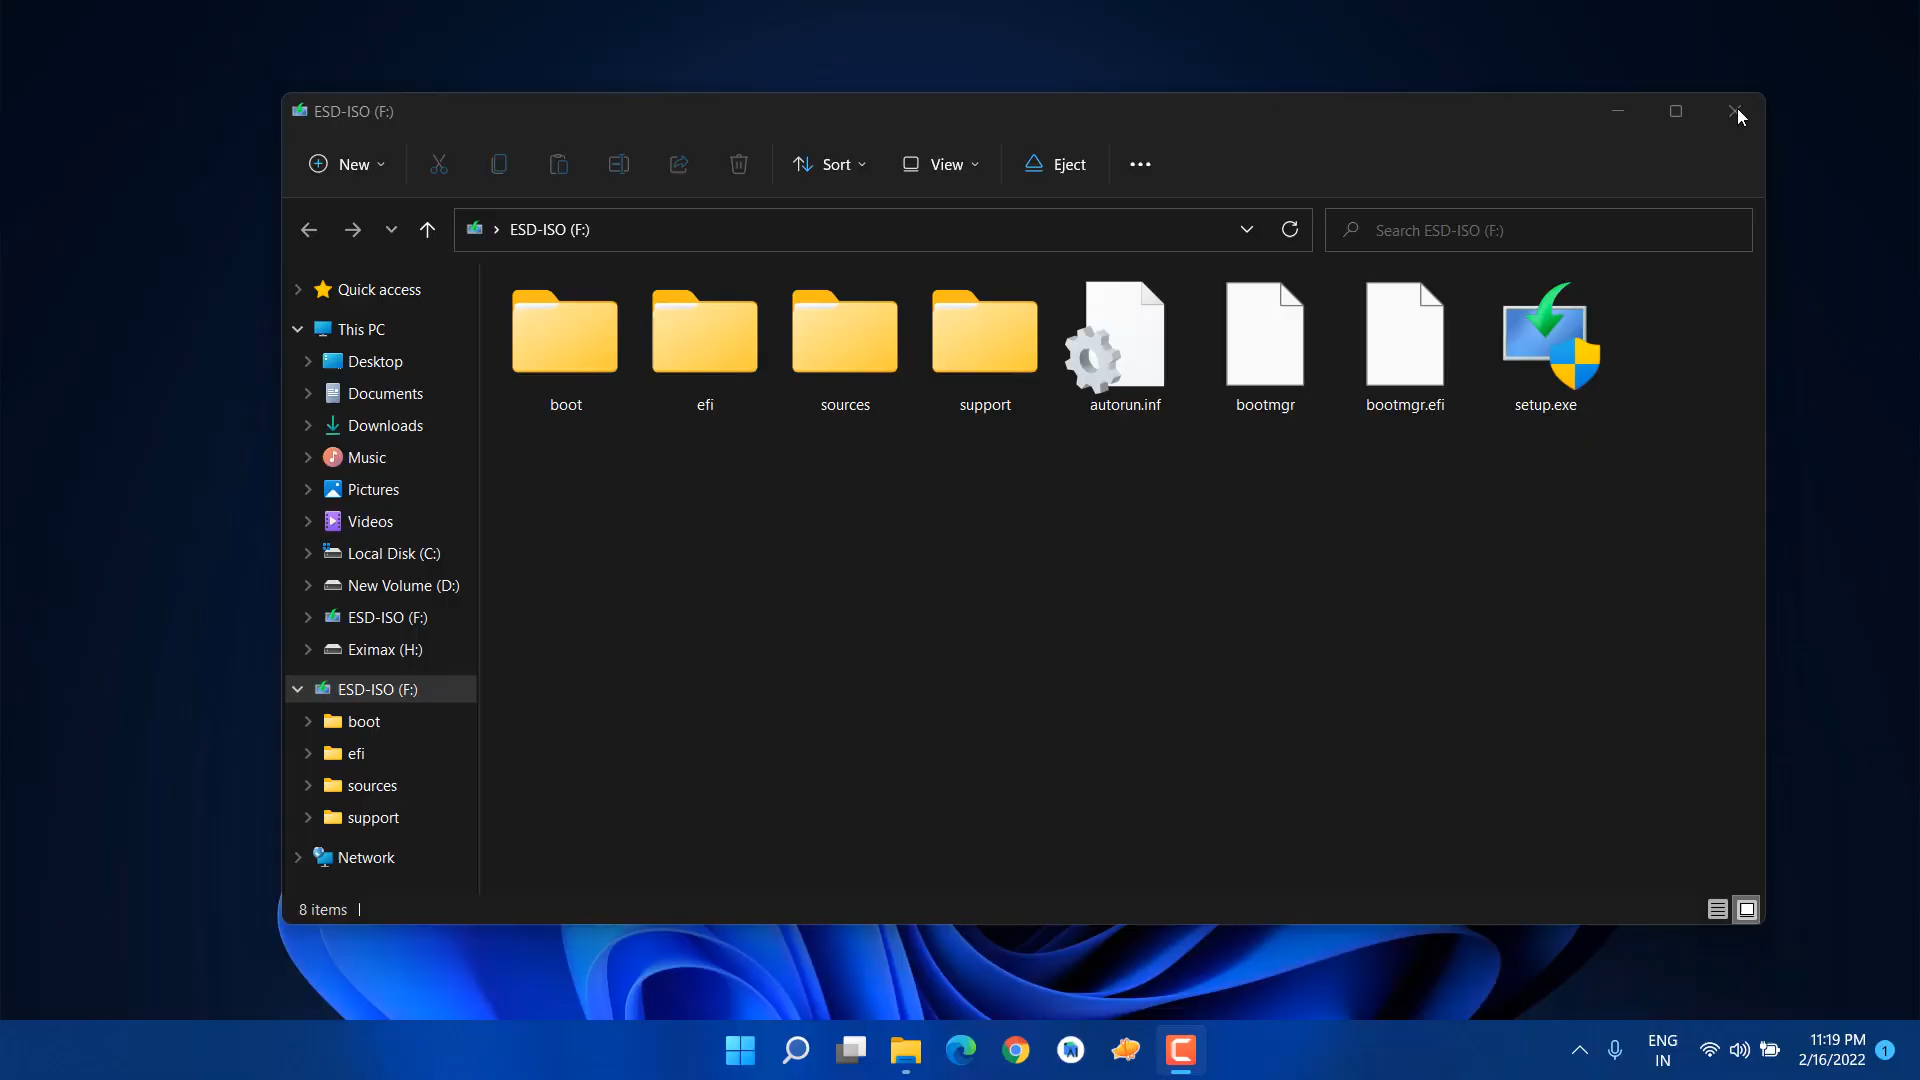 ESD-ISO (F:)
New
Sort
View
Eject
ESD-ISO (F:)
Search ESD-ISO (F:)
Quick access
This PC
Desktop
Documents
Downloads
Music
Pictures
Videos
Local Disk (C:)
New Volume (D:)
ESD-ISO (F:)
Eximax (H:)
ESD-ISO (F:)
boot
efi
sources
support
Network
boot
efi
sources
support
autorun.inf
bootmgr
bootmgr.efi
setup.exe
8 items
ENG
IN
11:19 PM
2/16/2022
1